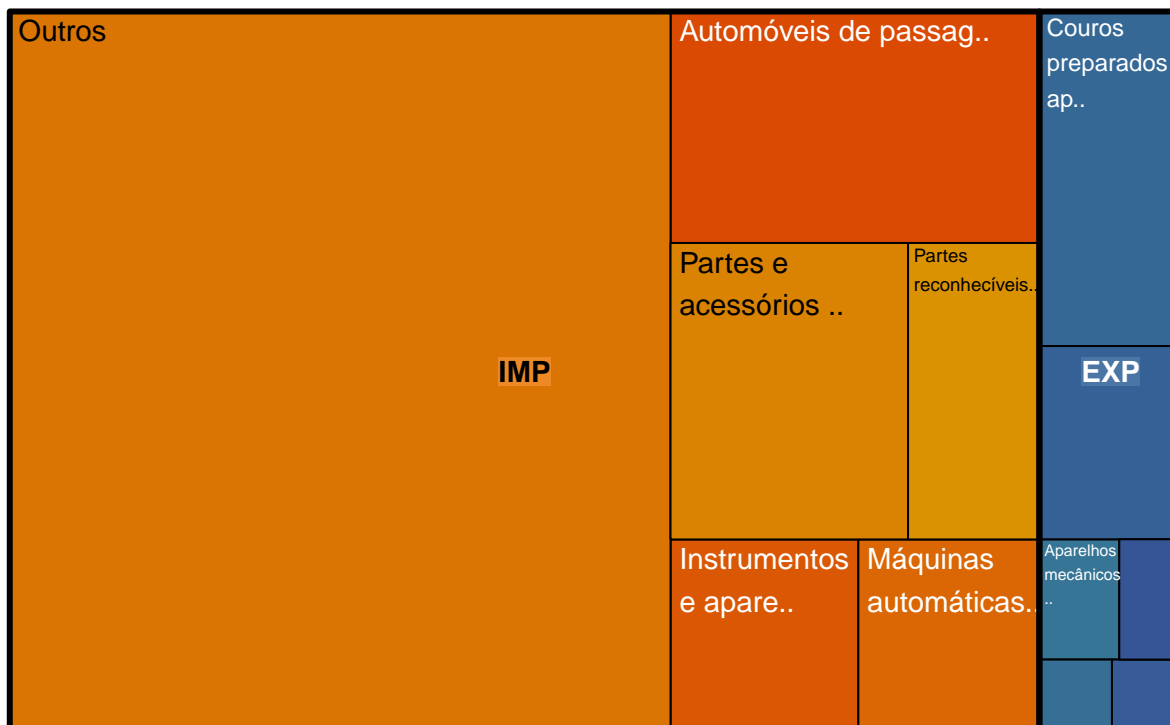 Outros
Automóveis de passag..
Couros
preparados
ap..
Partes e
acessórios ..
Partes
reconhecíveis..
IMP
EXP
Instrumentos
e apare..
Máquinas
automáticas..
Aparelhos
mecânicos
..